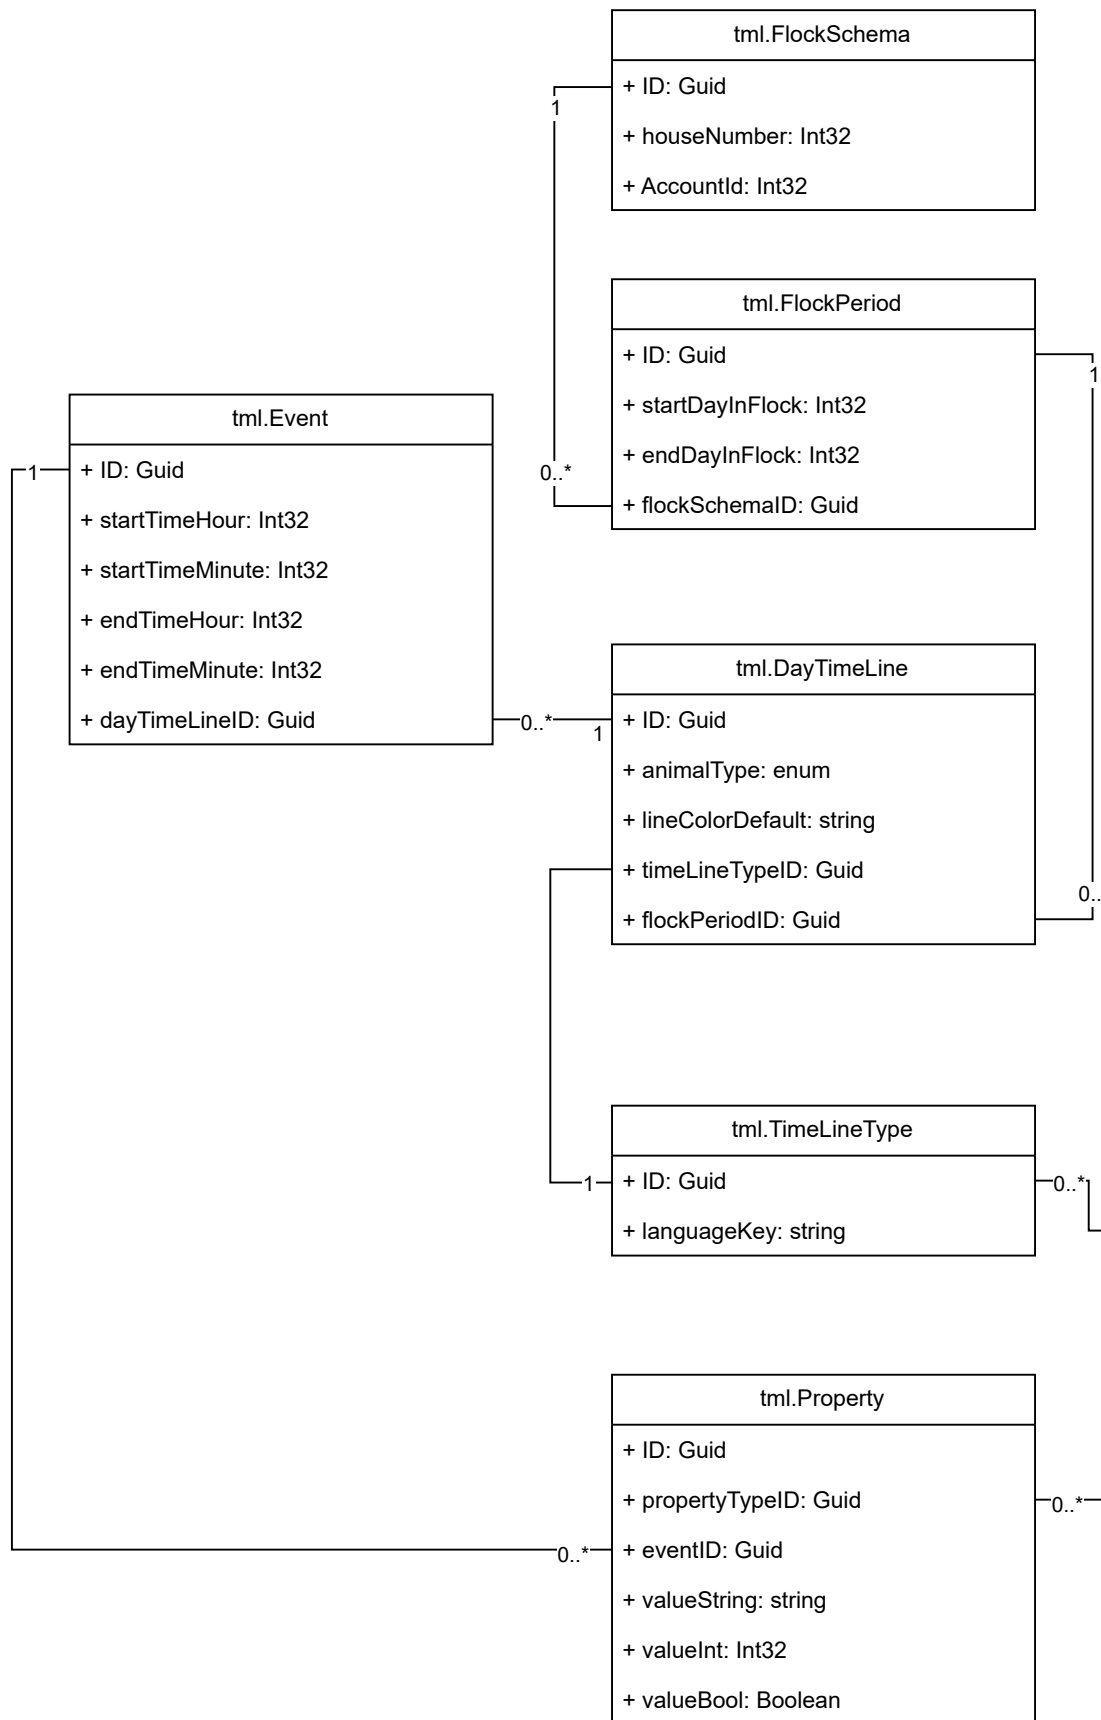 tml.FlockSchema
+ ID: Guid
+ houseNumber: Int32
+ AccountId: Int32
1
0..*
tml.FlockPeriod
+ ID: Guid
+ startDayInFlock: Int32
+ endDayInFlock: Int32
+ flockSchemaID: Guid
1
0..
tml.Event
+ ID: Guid
+ startTimeHour: Int32
+ startTimeMinute: Int32
+ endTimeHour: Int32
+ endTimeMinute: Int32
+ dayTimeLineID: Guid
1
0..*
1
tml.DayTimeLine
+ ID: Guid
+ animalType: enum
+ lineColorDefault: string
+ timeLineTypeID: Guid
+ flockPeriodID: Guid
1
tml.TimeLineType
+ ID: Guid
+ languageKey: string
0..*
tml.Property
+ ID: Guid
+ propertyTypeID: Guid
+ eventID: Guid
+ valueString: string
+ valueInt: Int32
+ valueBool: Boolean
0..*
0..*